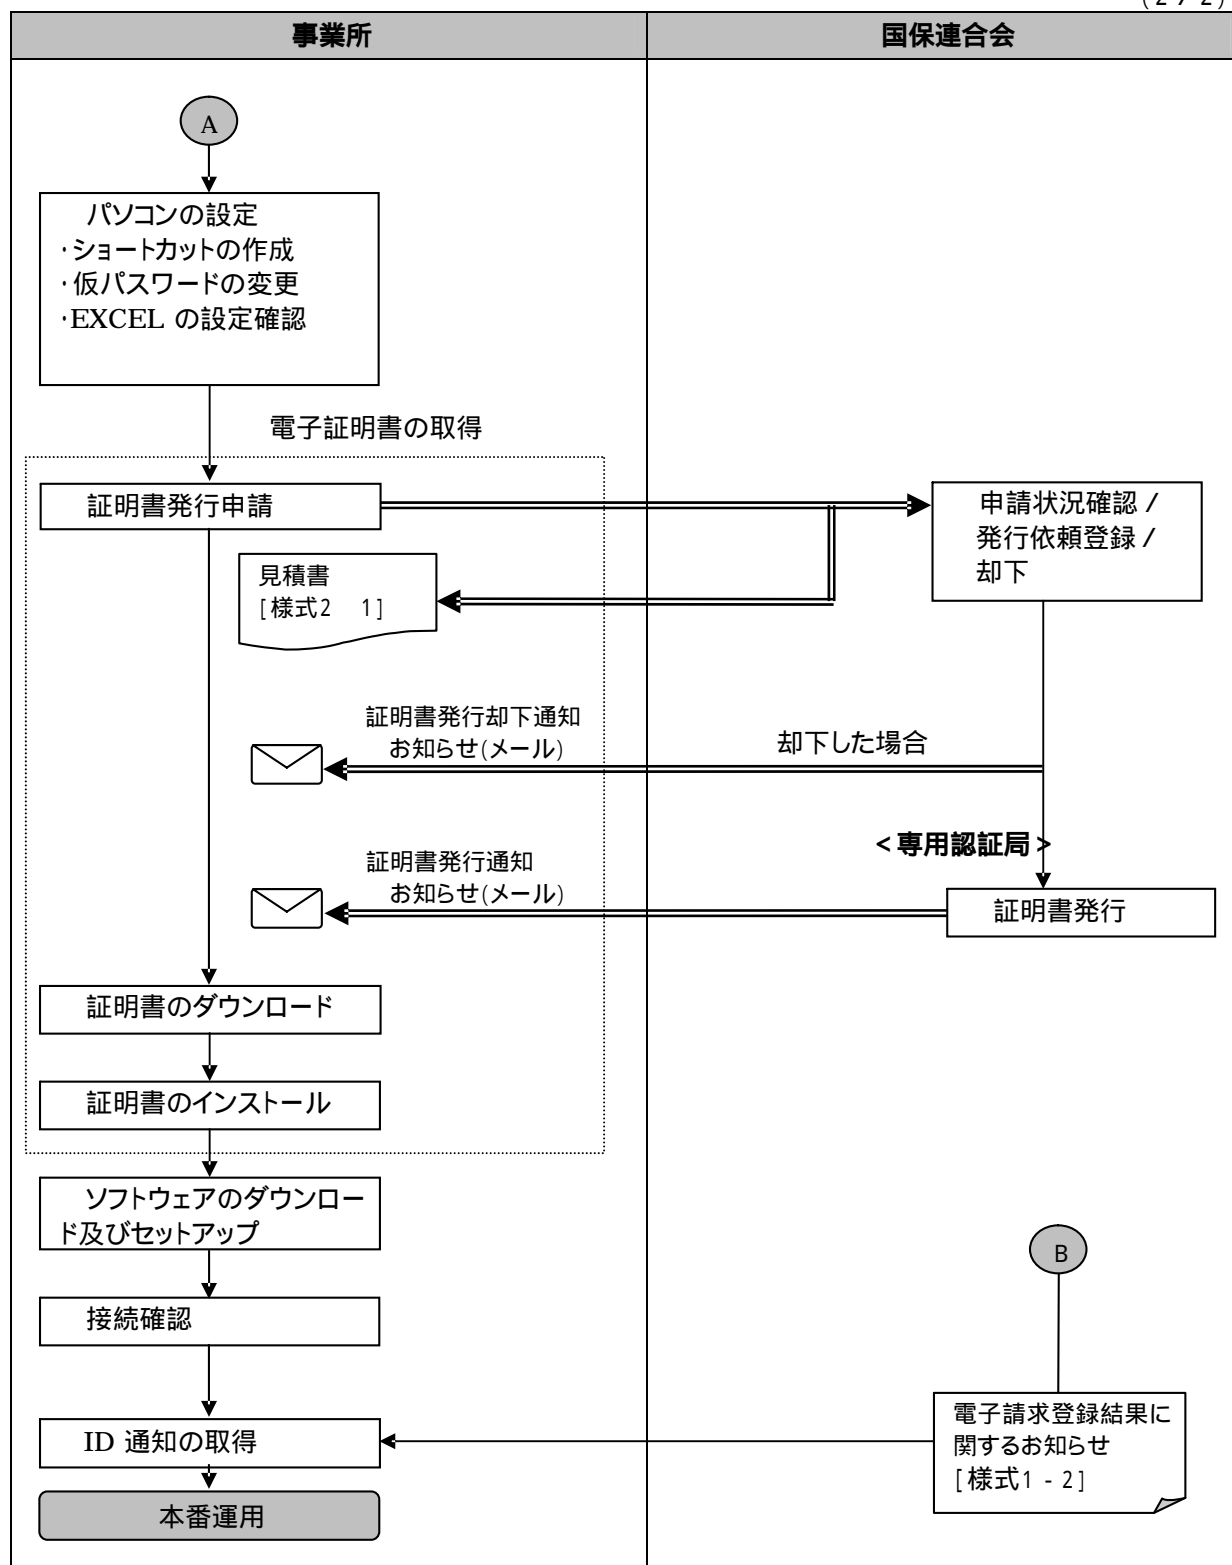 (2/2)
事業所
国保連合会
A
パソコンの設定
・ショートカットの作成
・仮パスワードの変更
・EXCEL の設定確認
電子証明書の取得
証明書発行申請
申請状況確認/
発行依頼登録/
却下
見積書
[様式2 1]
証明書発行却下通知
お知らせ(メール)
却下した場合
<専用認証局>
証明書発行通知
お知らせ(メール)
証明書発行
証明書のダウンロード
証明書のインストール
ソフトウェアのダウンロー
ド及びセットアップ
B
接続確認
電子請求登録結果に
関するお知らせ
[様式1-2]
ID 通知の取得
本番運用